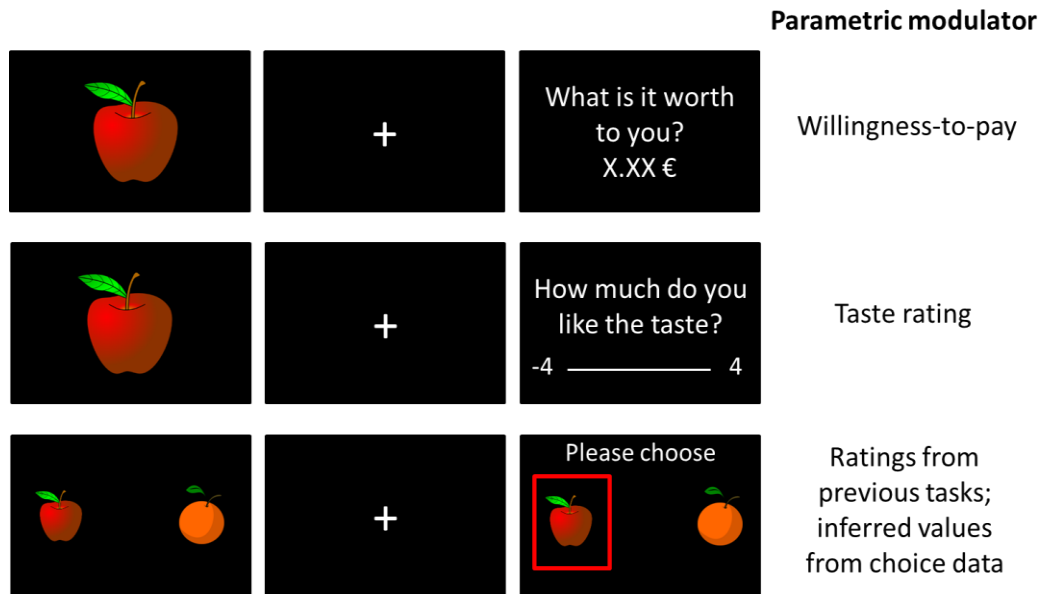 Parametric modulator
+
What is it worth
to you?
X.XX €
Willingness-to-pay
+
How much do you
like the taste?
-4 4
Taste rating
+
Please choose
Ratings from
previous tasks;
inferred values
from choice data